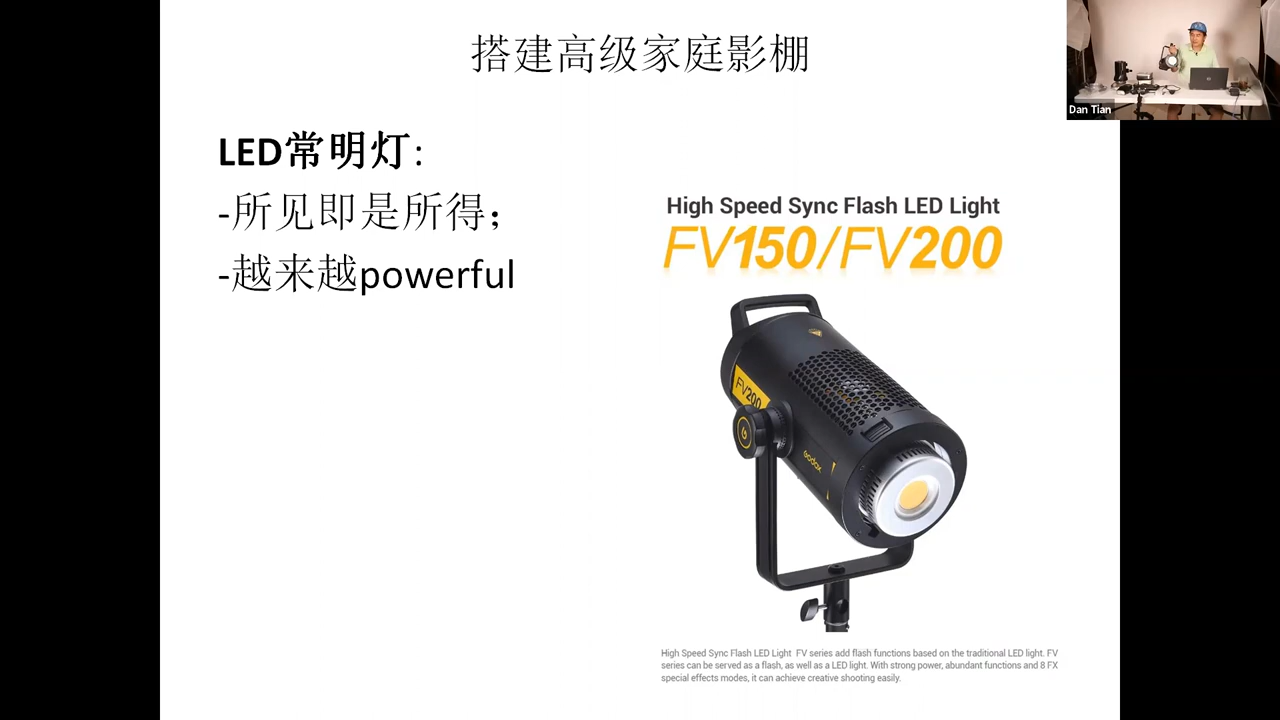 搭建高级家庭影棚
LED常明灯:
-所见即是所得；
-越来越powerful
High Speed Sync Flash LED Light
FV150/FV200
FV200
Godox
High Speed Sync Flash LED Light FV series add flash functions based on the traditional LED light. FV
series can be served as a flash, as well as a LED light. With strong power, abundant functions and 8 FX
special effects modes, it can achieve creative shooting easily.
Dan Tian